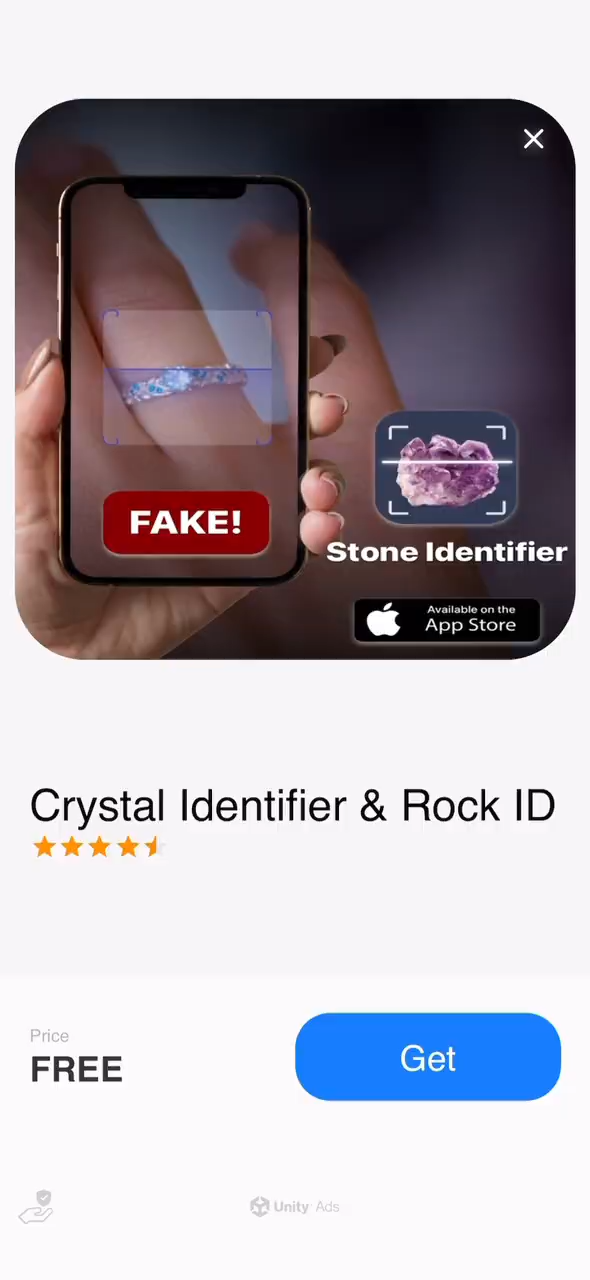 FAKE!
Stone Identifier
Available on the
App Store
Crystal Identifier & Rock ID
Price
FREE
Get
Unity Ads